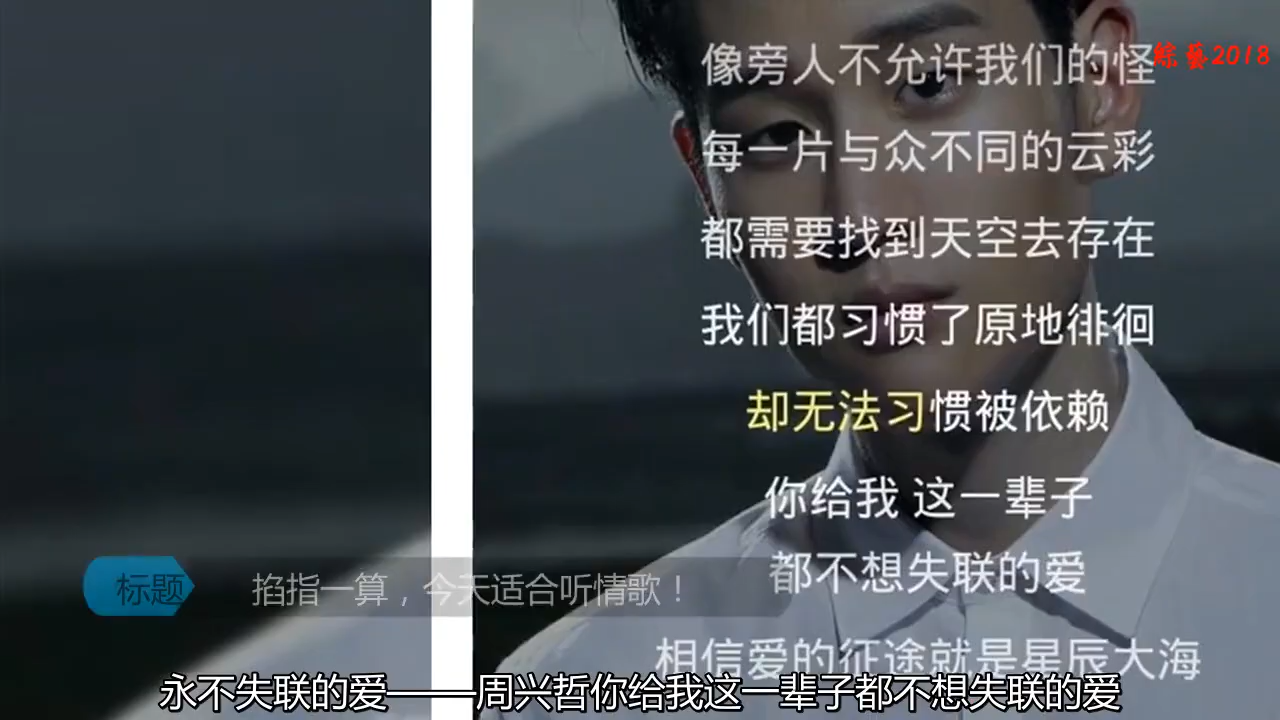 像旁人不允许我们的怪
綜藝2018
每一片与众不同的云彩
都需要找到天空去存在
我们都习惯了原地徘徊
却无法习惯被依赖
你给我 这一辈子
都不想失联的爱
标题
掐指一算，今天适合听情歌！
相信爱的征途就是星辰大海
永不失联的爱——周兴哲你给我这一辈子都不想失联的爱